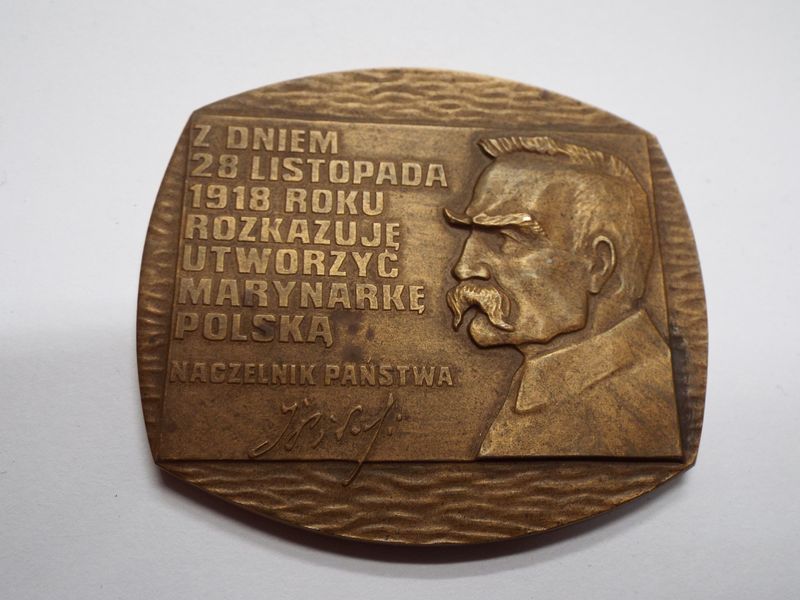 Z DNIEM
28 LISTOPADA
1918 ROKU
ROZKAZUJĘ
UTWORZYĆ
MARYNARKĘ
POLSKĄ
NACZELNIK PAŃSTWA